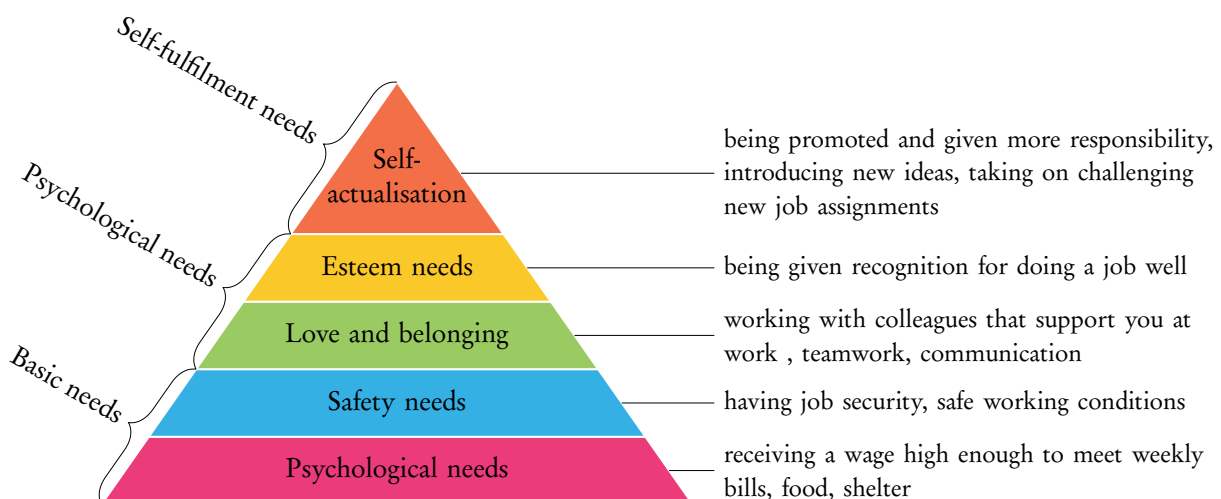 Self-fulfilment needs
Psychological needs
Basic needs
Self-
actualisation
being promoted and given more responsibility,
introducing new ideas, taking on challenging
new job assignments
Esteem needs
being given recognition for doing a job well
Love and belonging
working with colleagues that support you at
work , teamwork, communication
Safety needs
having job security, safe working conditions
Psychological needs
receiving a wage high enough to meet weekly
bills, food, shelter